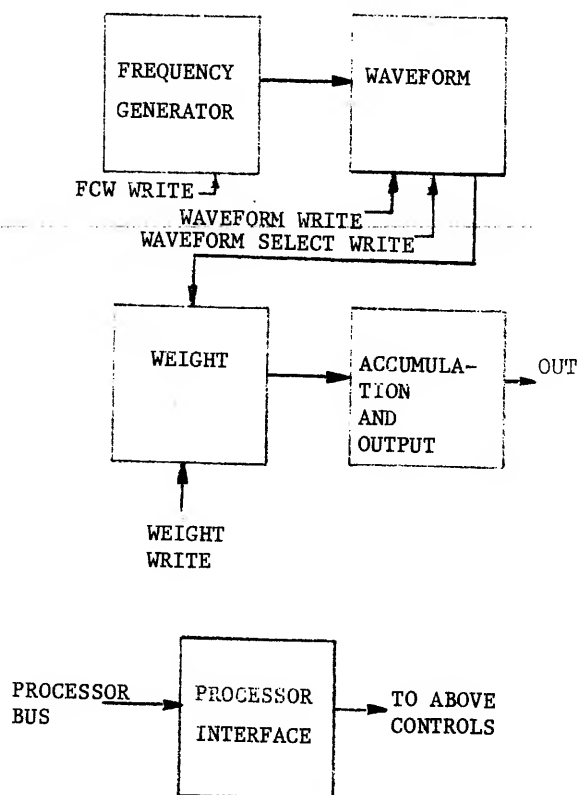 FREQUENCY
GENERATOR
WAVEFORM
FCW WRITE
WAVEFORM WRITE
WAVEFORM SELECT WRITE
WEIGHT
ACCUMULA-
TION
AND
OUTPUT
OUT
WEIGHT
WRITE
PROCESSOR
BUS
PROCESSOR
INTERFACE
TO ABOVE
CONTROLS